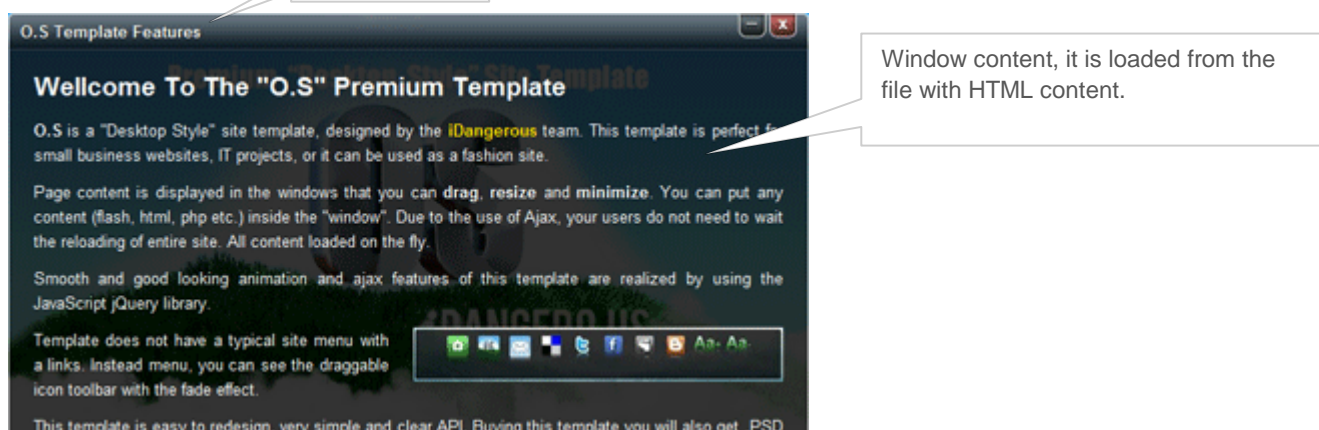 O.S Template Features
Wellcome To The "O.S" Premium Template
O.S is a "Desktop Style" site template, designed by the iDangerous team. This template is perfect for
small business websites, IT projects, or it can be used as a fashion site.
Page content is displayed in the windows that you can drag, resize and minimize. You can put any
content (flash, html, php etc.) inside the "window". Due to the use of Ajax, your users do not need to wait
the reloading of entire site. All content loaded on the fly.
Smooth and good looking animation and ajax features of this template are realized by using the
JavaScript jQuery library.
Template does not have a typical site menu with
a links. Instead menu, you can see the draggable
icon toolbar with the fade effect.
Aa+ Aa-
This template is easy to redesign, very simple and clear API. Buying this template you will also get PSD
Window content, it is loaded from the
file with HTML content.